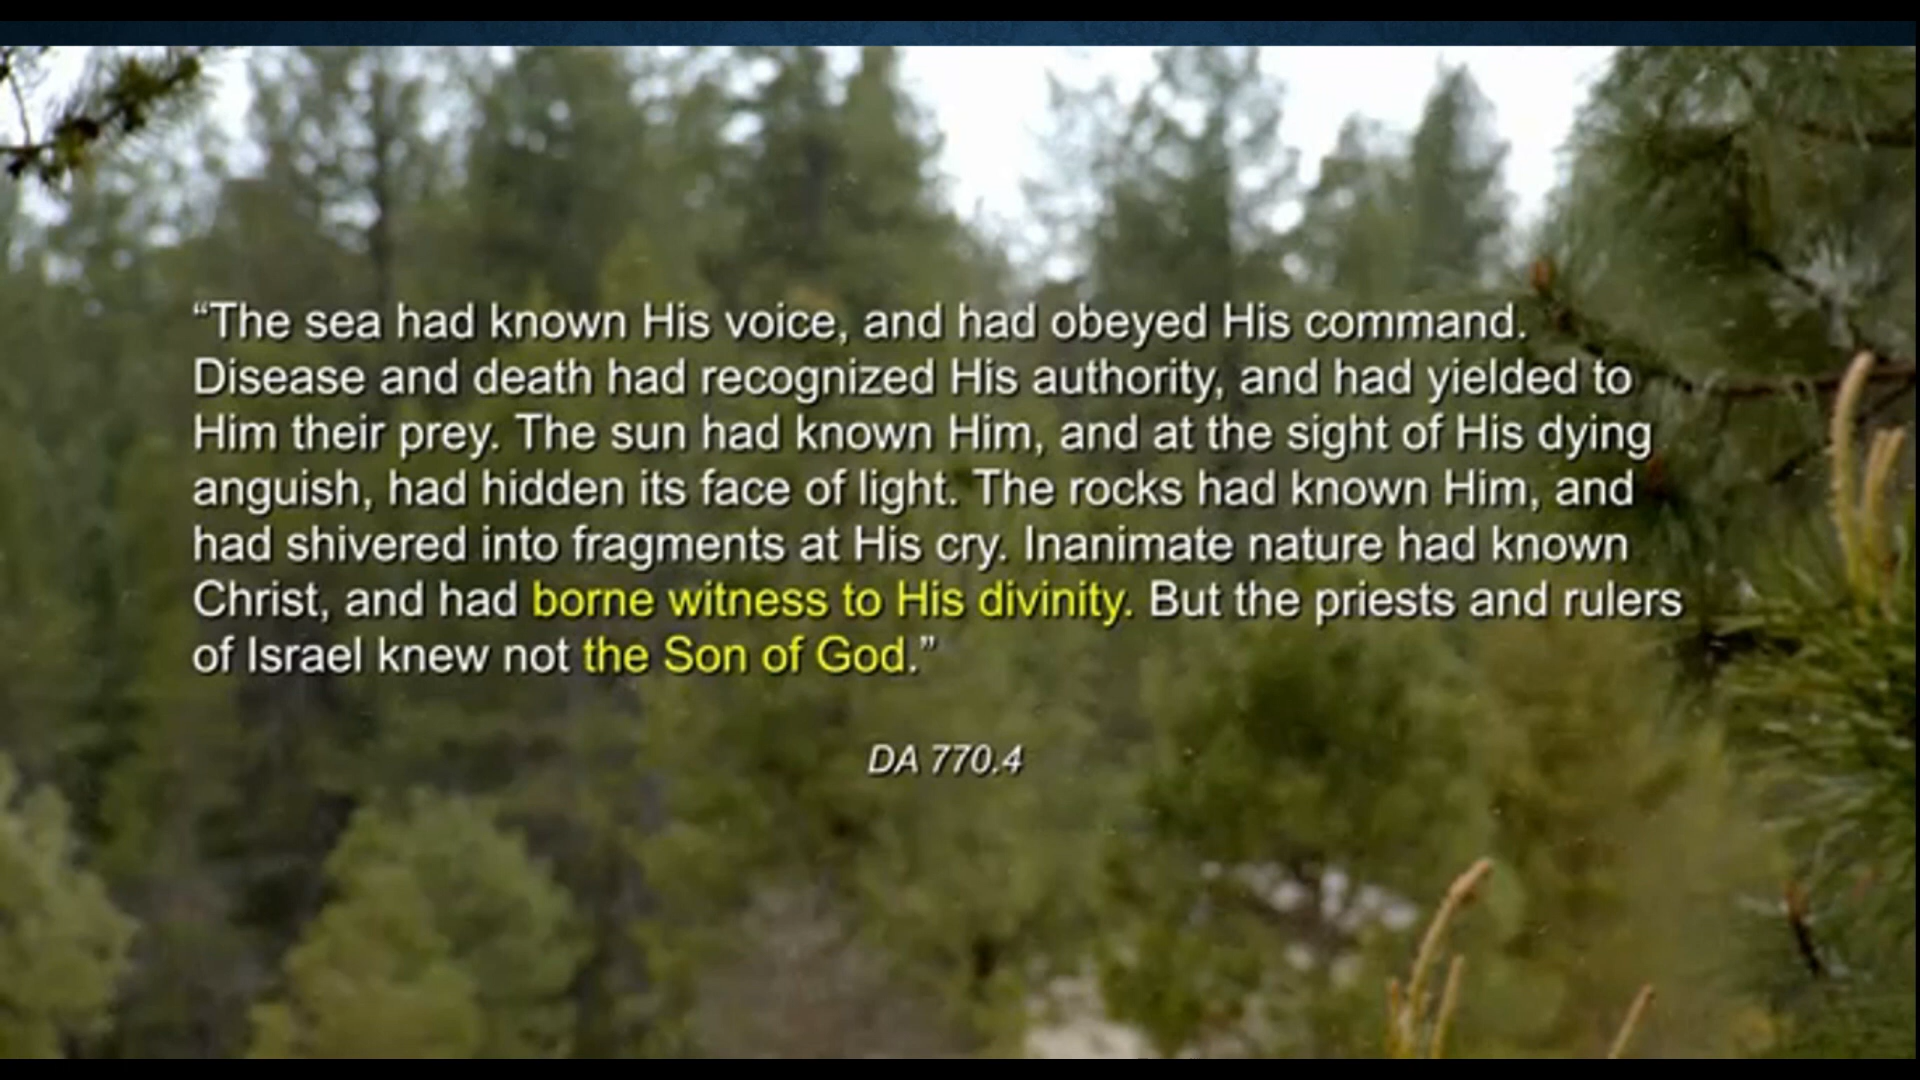 “The sea had known His voice, and had obeyed His command.
Disease and death had recognized His authority, and had yielded to
Him their prey. The sun had known Him, and at the sight of His dying
anguish, had hidden its face of light. The rocks had known Him, and
had shivered into fragments at His cry. Inanimate nature had known
Christ, and had borne witness to His divinity. But the priests and rulers
of Israel knew not the Son of God.”
DA 770.4